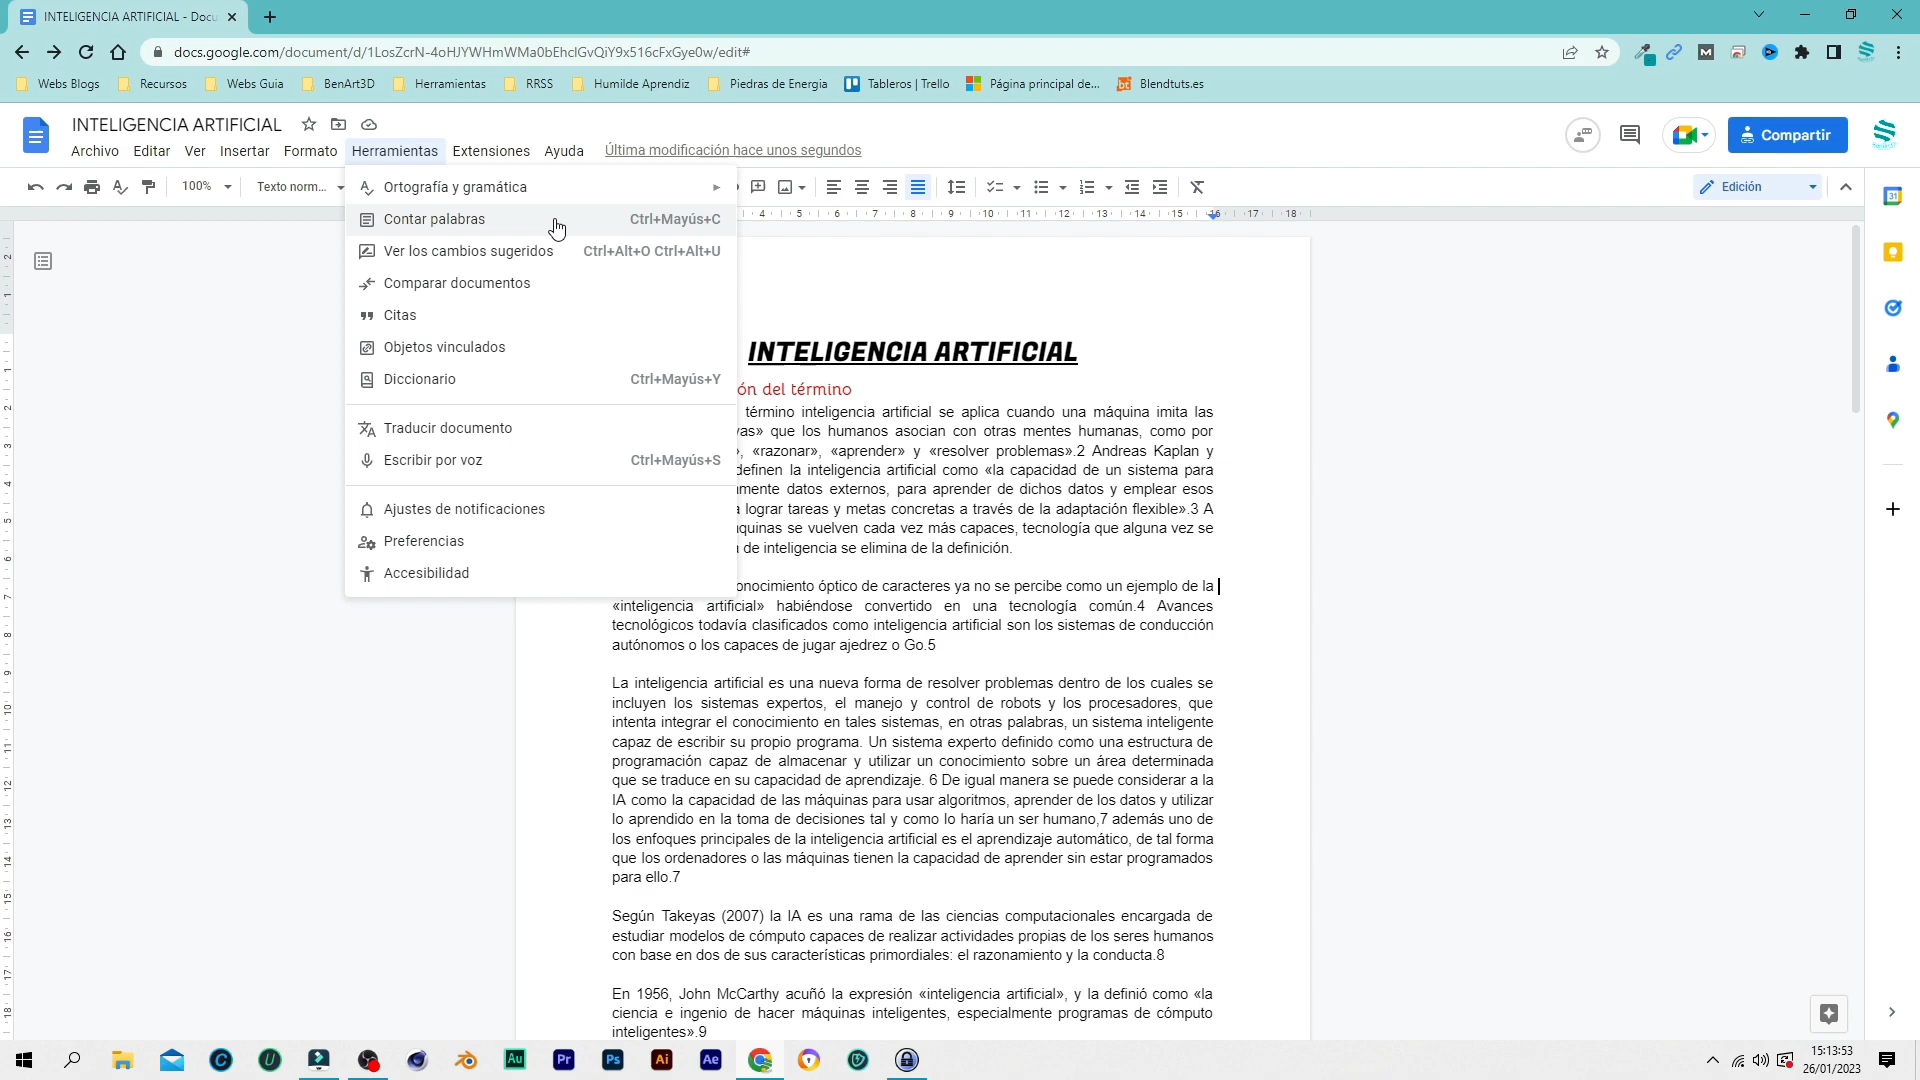 INTELIGENCIA ARTIFICIAL - Docu
docs.google.com/document/d/1LosZcrN-4oHJYWHmWMa0bEhcIGvQiY9x516cFxGye0w/edit#
Webs Blogs
Recursos
Webs Guia
BenArt3D
Herramientas
RRSS
Humilde Aprendiz
Piedras de Energia
Tableros | Trello
Página principal de...
Blendtuts.es
INTELIGENCIA ARTIFICIAL
Compartir
Archivo Editar Ver Insertar Formato Herramientas Extensiones Ayuda Última modificación hace unos segundos
100%
Texto norm...
Edición
Ortografía y gramática
Contar palabras Ctrl+Mayús+C
Ver los cambios sugeridos Ctrl+Alt+O Ctrl+Alt+U
Comparar documentos
Citas
Objetos vinculados
Diccionario Ctrl+Mayús+Y
Traducir documento
Escribir por voz Ctrl+Mayús+S
Ajustes de notificaciones
Preferencias
Accesibilidad
4 5 6 7 8 9 10 11 12 13 14 15 16 17 18
INTELIGENCIA ARTIFICIAL
ón del término
término inteligencia artificial se aplica cuando una máquina imita las
vas» que los humanos asocian con otras mentes humanas, como por
», «razonar», «aprender» y «resolver problemas».2 Andreas Kaplan y
definen la inteligencia artificial como «la capacidad de un sistema para
mente datos externos, para aprender de dichos datos y emplear esos
a lograr tareas y metas concretas a través de la adaptación flexible».3 A
quinas se vuelven cada vez más capaces, tecnología que alguna vez se
de inteligencia se elimina de la definición.
onocimiento óptico de caracteres ya no se percibe como un ejemplo de la
«inteligencia artificial» habiéndose convertido en una tecnología común.4 Avances
tecnológicos todavía clasificados como inteligencia artificial son los sistemas de conducción
autónomos o los capaces de jugar ajedrez o Go.5
La inteligencia artificial es una nueva forma de resolver problemas dentro de los cuales se
incluyen los sistemas expertos, el manejo y control de robots y los procesadores, que
intenta integrar el conocimiento en tales sistemas, en otras palabras, un sistema inteligente
capaz de escribir su propio programa. Un sistema experto definido como una estructura de
programación capaz de almacenar y utilizar un conocimiento sobre un área determinada
que se traduce en su capacidad de aprendizaje. 6 De igual manera se puede considerar a la
IA como la capacidad de las máquinas para usar algoritmos, aprender de los datos y utilizar
lo aprendido en la toma de decisiones tal y como lo haría un ser humano,7 además uno de
los enfoques principales de la inteligencia artificial es el aprendizaje automático, de tal forma
que los ordenadores o las máquinas tienen la capacidad de aprender sin estar programados
para ello.7
Según Takeyas (2007) la IA es una rama de las ciencias computacionales encargada de
estudiar modelos de cómputo capaces de realizar actividades propias de los seres humanos
con base en dos de sus características primordiales: el razonamiento y la conducta.8
En 1956, John McCarthy acuñó la expresión «inteligencia artificial», y la definió como «la
ciencia e ingenio de hacer máquinas inteligentes, especialmente programas de cómputo
inteligentes».9
Au
Pr
Ps
Ai
Ae
15:13:53
26/01/2023